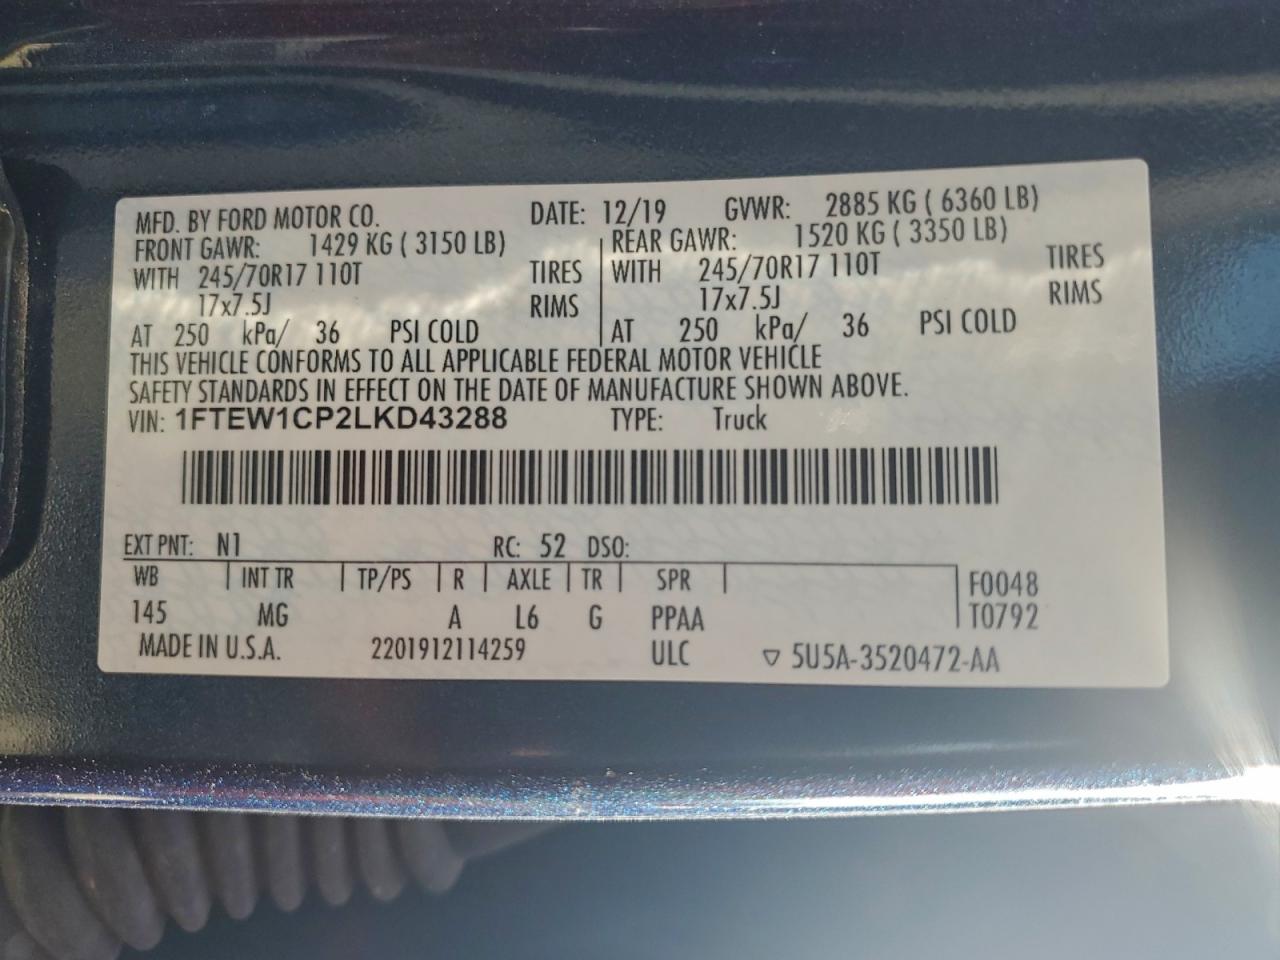 MFD. BY FORD MOTOR CO. DATE: 12/19 GVWR: 2885 KG ( 6360 LB)
FRONT GAWR: 1429 KG ( 3150 LB) REAR GAWR: 1520 KG ( 3350 LB)
WITH 245/70R17 110T TIRES WITH 245/70R17 110T TIRES
17x7.5J RIMS 17x7.5J RIMS
AT 250 kPa/ 36 PSI COLD AT 250 kPa/ 36 PSI COLD
THIS VEHICLE CONFORMS TO ALL APPLICABLE FEDERAL MOTOR VEHICLE
SAFETY STANDARDS IN EFFECT ON THE DATE OF MANUFACTURE SHOWN ABOVE.
VIN: 1FTEW1CP2LKD43288 TYPE: Truck
EXT PNT: N1 RC: 52 DSO:
WB INT TR TP/PS R AXLE TR SPR F0048
145 MG A L6 G PPAA T0792
MADE IN U.S.A. 2201912114259 ULC ▽ 5U5A-3520472-AA